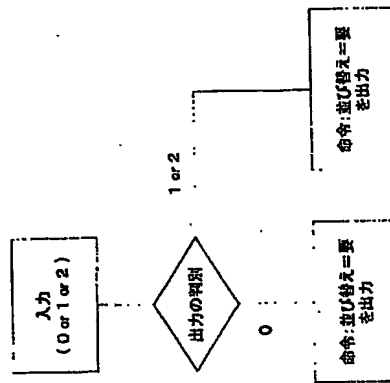 入力
(0 or 1 or 2)
出力の判別
1 or 2
0
命令:並び替え=要
を出力
命令:並び替え=要
を出力